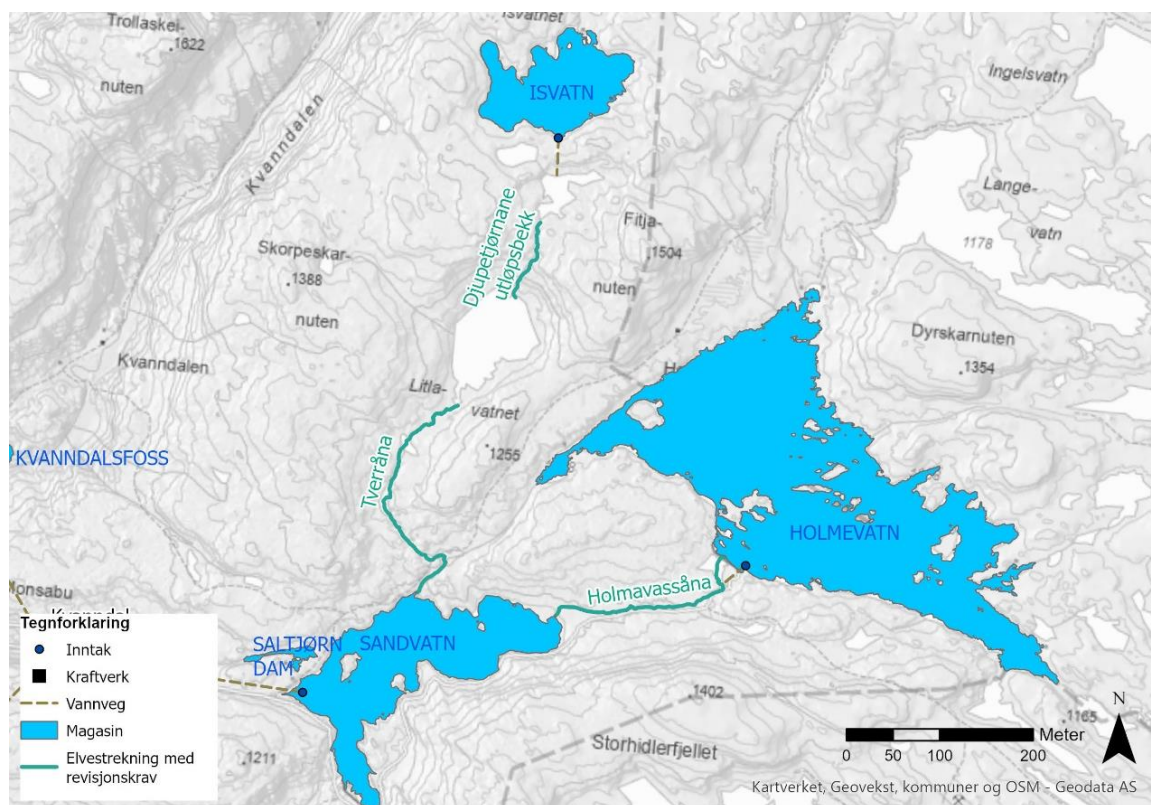 Trollaskei-
1622
nuten
Isvatnet
ISVATN
Ingelsvatn
Kvanndalen
Lange-
vatn
1178
Djupetjørnane
utløpsbekk
Fitja-
1504
nuten
Skorpeskar-
1388
nuten
Dyrskarnuten
1354
Kvanndalen
Litla-
vatnet
1255
KVANNDALSFOSS
Tverråna
HOLMEVATN
Holmavassåna
Kvanndal
SALTJØRN
DAM
SANDVATN
1402
1165
1211
Storhidlerfjellet
Tegnforklaring
Inntak
Kraftverk
Vannveg
Magasin
Elvestrekning med
revisjonskrav
N
Meter
0 50 100 200
Kartverket, Geovekst, kommuner og OSM - Geodata AS